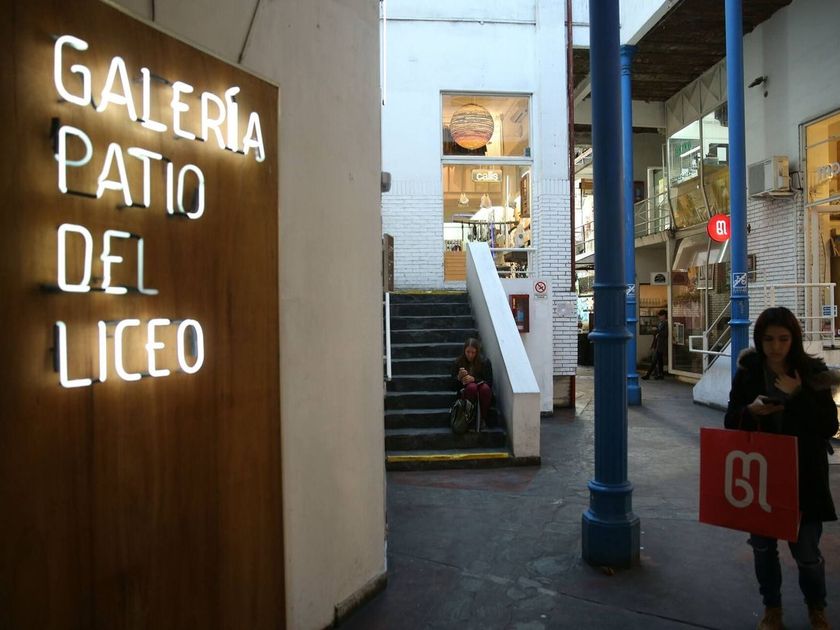 GALERÍA
PATIO
DEL
LICEO
calis